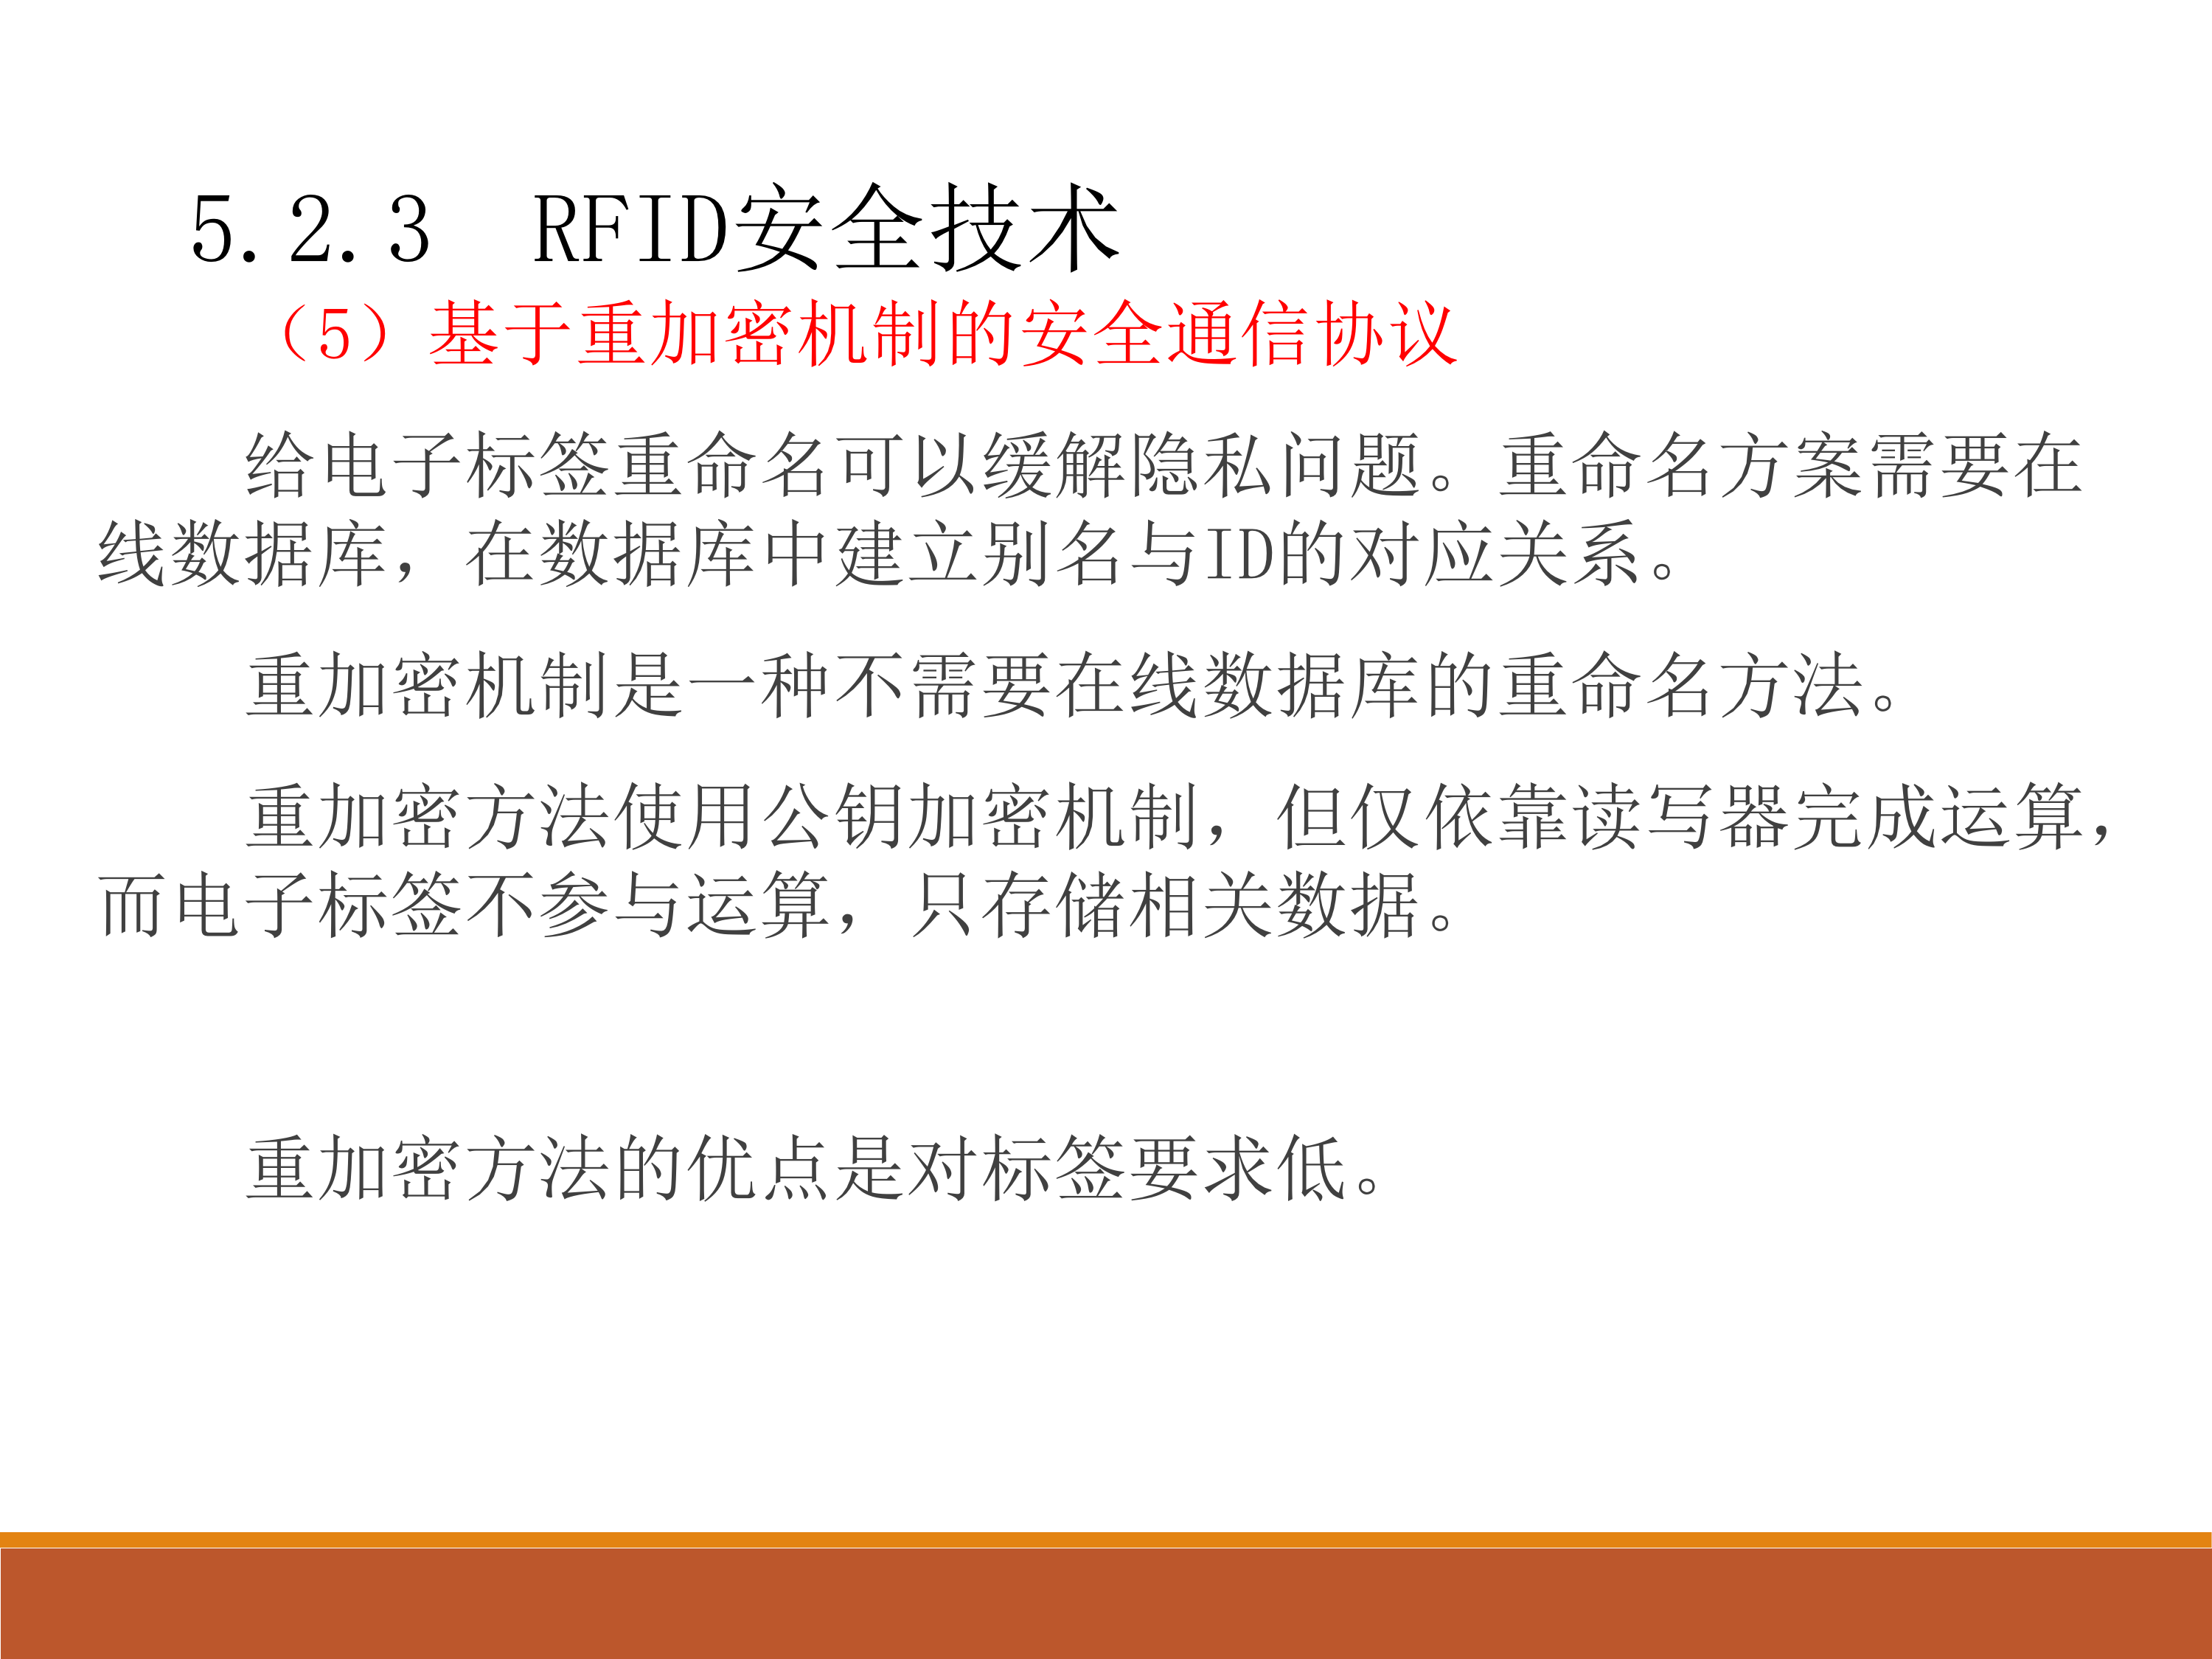 5.2.3 RFID安全技术
（5）基于重加密机制的安全通信协议
给电子标签重命名可以缓解隐私问题。重命名方案需要在
线数据库，在数据库中建立别名与ID的对应关系。
重加密机制是一种不需要在线数据库的重命名方法。
重加密方法使用公钥加密机制，但仅依靠读写器完成运算，
而电子标签不参与运算，只存储相关数据。
重加密方法的优点是对标签要求低。